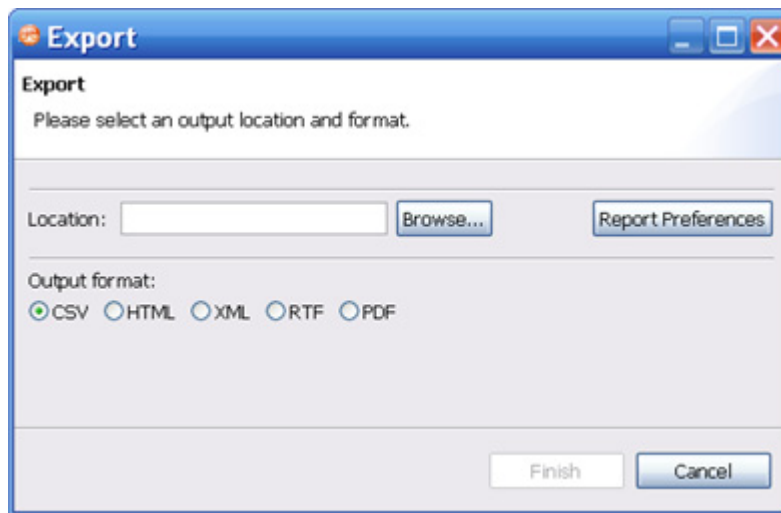 Export
Export
Please select an output location and format.
Location: Browse... Report Preferences
Output format:
CSV HTML XML RTF PDF
Finish Cancel